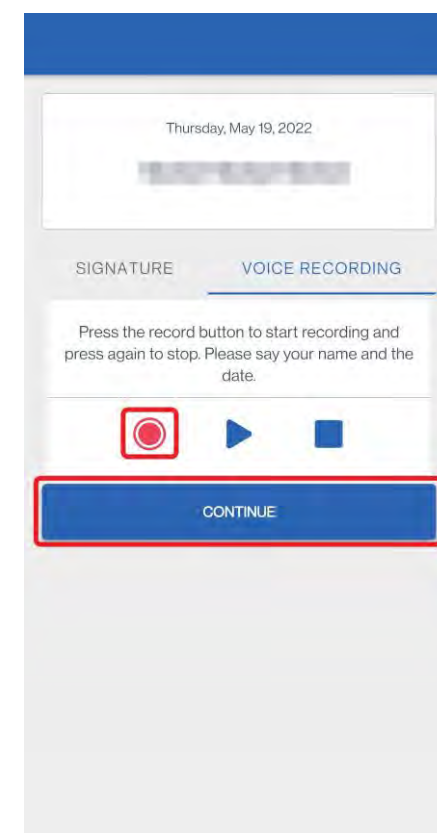 Thursday, May 19, 2022
SIGNATURE VOICE RECORDING
Press the record button to start recording and
press again to stop. Please say your name and the
date.
CONTINUE